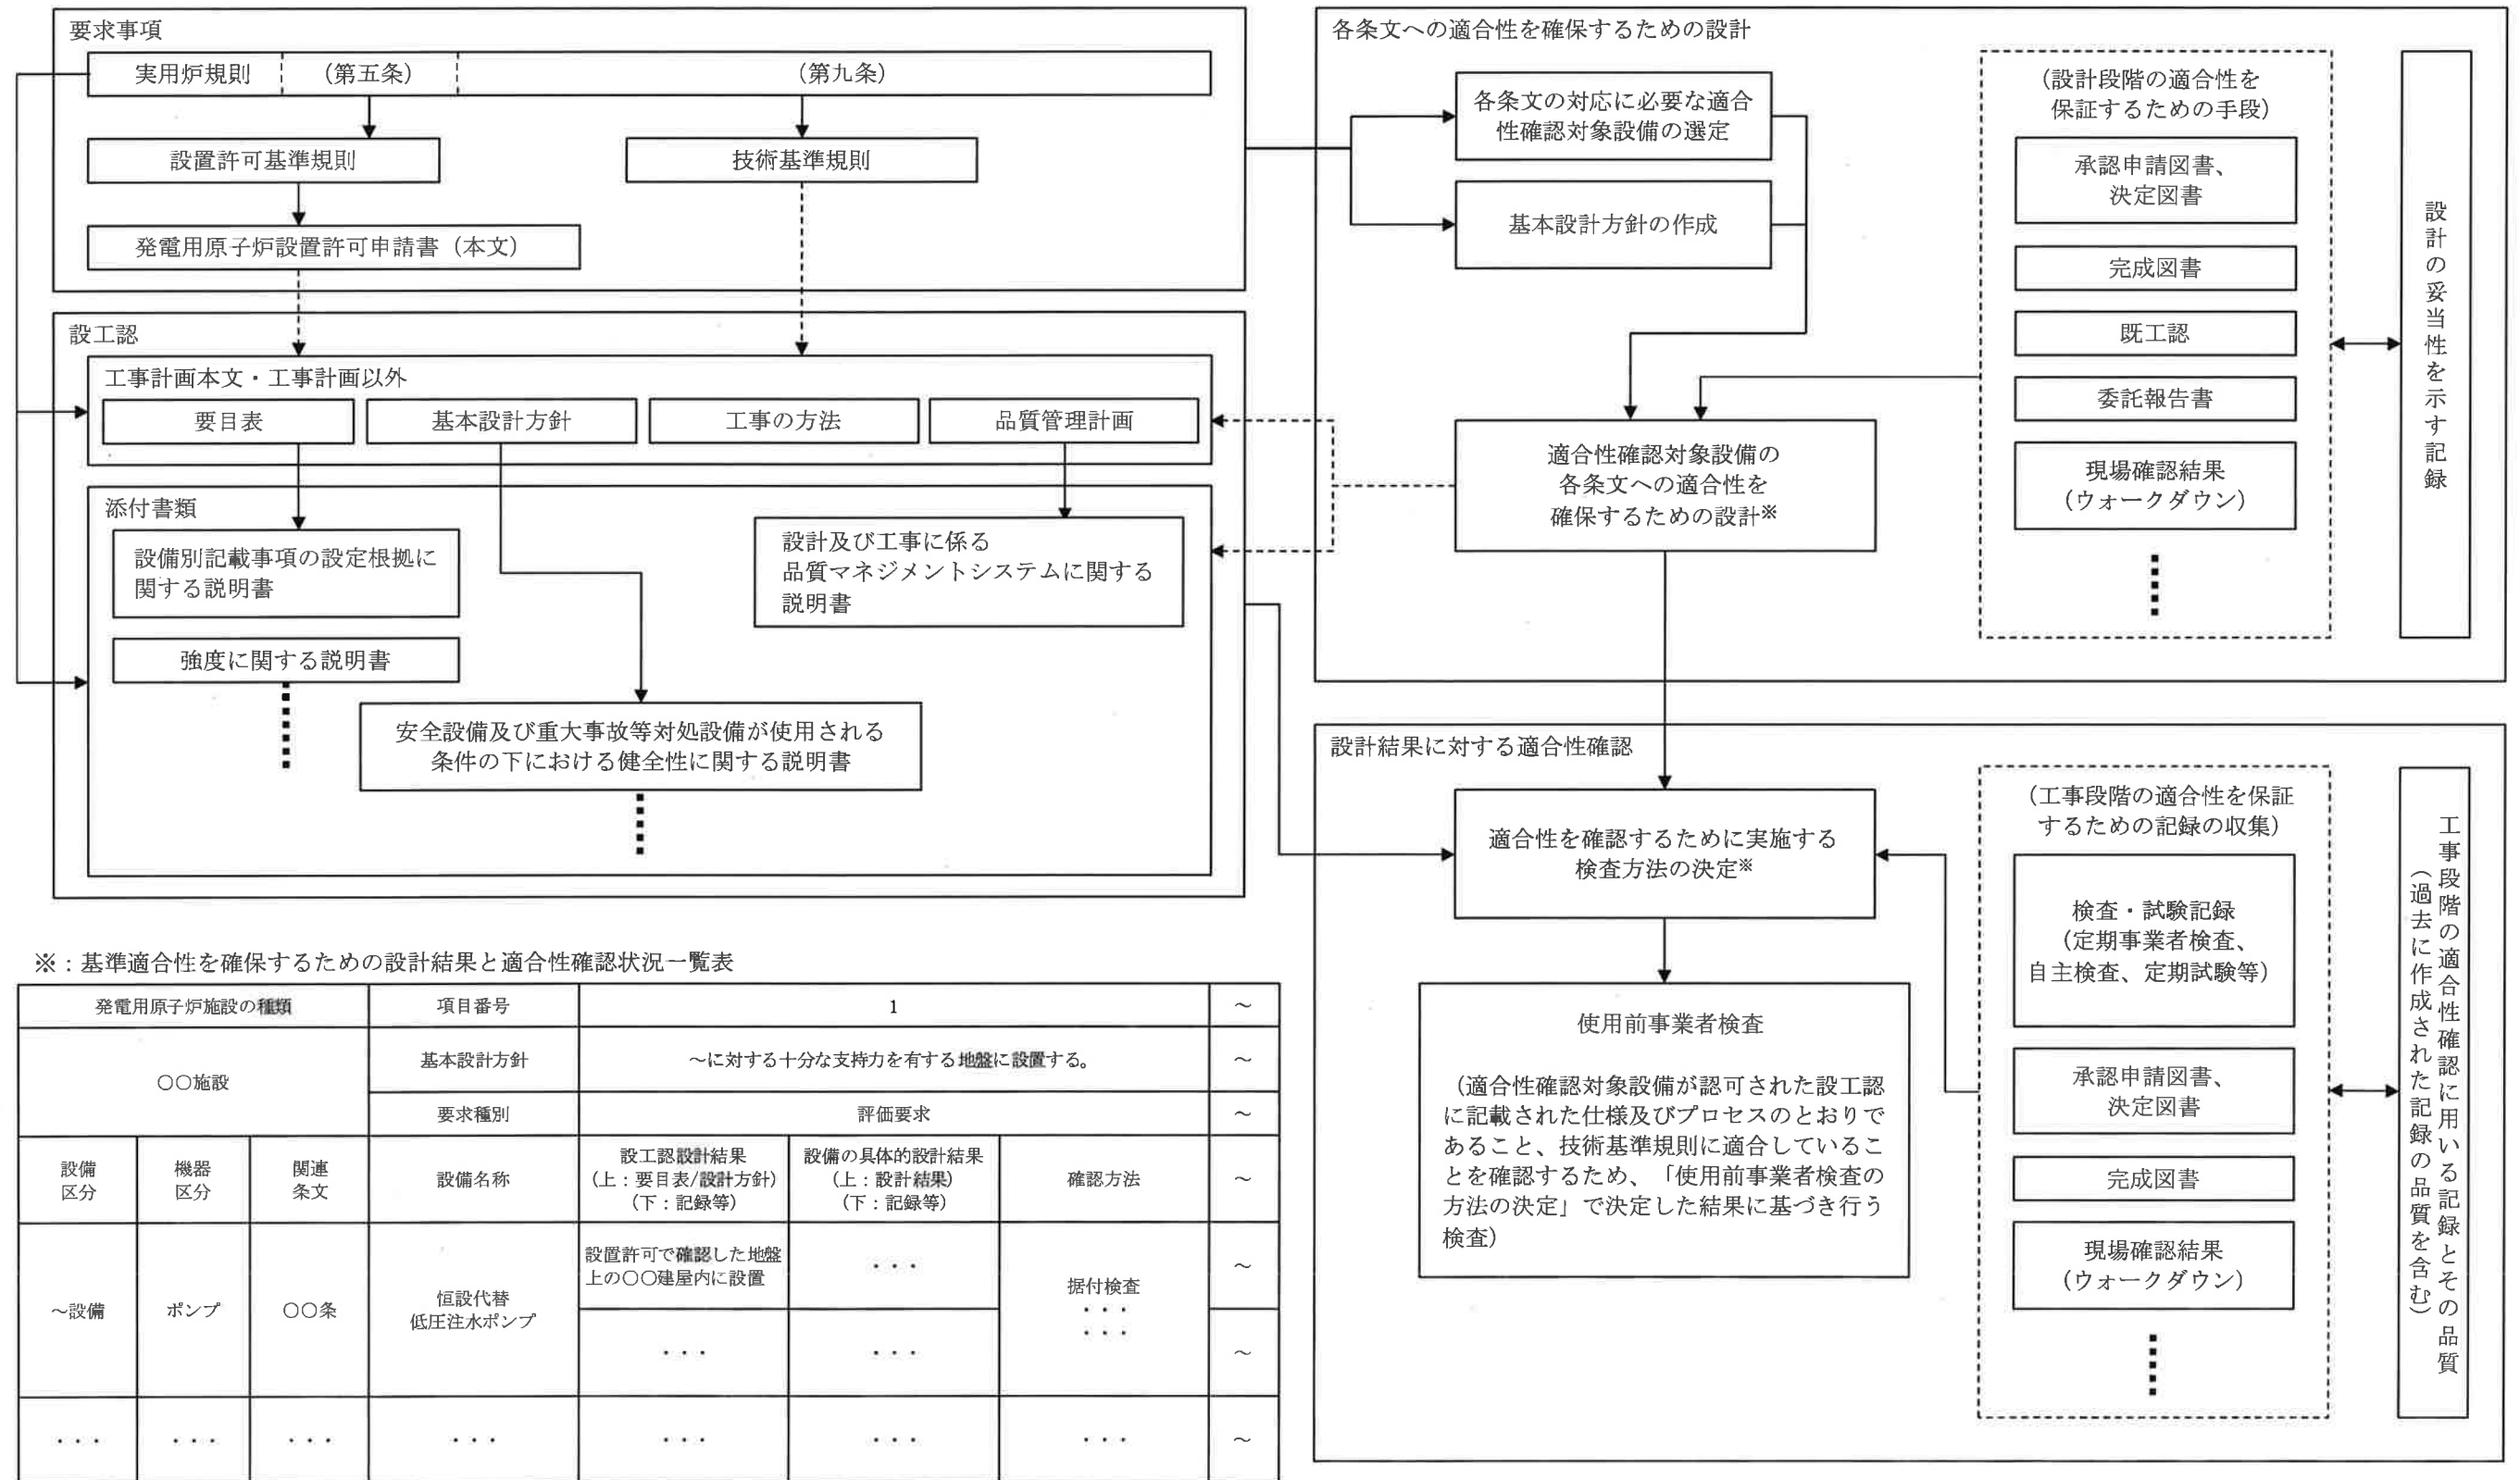 要求事項
実用炉規則
(第五条)
(第九条)
設置許可基準規則
技術基準規則
発電用原子炉設置許可申請書（本文）
設工認
工事計画本文・工事計画以外
要目表
基本設計方針
工事の方法
品質管理計画
添付書類
設備別記載事項の設定根拠に
関する説明書
設計及び工事に係る
品質マネジメントシステムに関する
説明書
強度に関する説明書
安全設備及び重大事故等対処設備が使用される
条件の下における健全性に関する説明書
各条文への適合性を確保するための設計
各条文の対応に必要な適合
性確認対象設備の選定
基本設計方針の作成
適合性確認対象設備の
各条文への適合性を
確保するための設計※
（設計段階の適合性を
保証するための手段）
承認申請図書、
決定図書
完成図書
既工認
委託報告書
現場確認結果
（ウォークダウン）
設計の妥当性を示す記録
設計結果に対する適合性確認
適合性を確認するために実施する
検査方法の決定※
使用前事業者検査
（適合性確認対象設備が認可された設工認
に記載された仕様及びプロセスのとおりで
あること、技術基準規則に適合しているこ
とを確認するため、「使用前事業者検査の
方法の決定」で決定した結果に基づき行う
検査）
（工事段階の適合性を保証
するための記録の収集）
検査・試験記録
（定期事業者検査、
自主検査、定期試験等）
承認申請図書、
決定図書
完成図書
現場確認結果
（ウォークダウン）
工事段階の適合性確認に用いる記録とその品質
（過去に作成された記録の品質を含む）
※：基準適合性を確保するための設計結果と適合性確認状況一覧表
発電用原子炉施設の種類
項目番号
1
～
〇〇施設
基本設計方針
～に対する十分な支持力を有する地盤に設置する。
～
要求種別
評価要求
～
設備
区分
機器
区分
関連
条文
設備名称
設工認設計結果
（上：要目表/設計方針）
（下：記録等）
設備の具体的設計結果
（上：設計結果）
（下：記録等）
確認方法
～
～設備
ポンプ
〇〇条
恒設代替
低圧注水ポンプ
設置許可で確認した地盤
上の〇〇建屋内に設置
・・・
据付検査
・・・
・・・
～
・・・
・・・
～
・・・
・・・
・・・
・・・
・・・
・・・
・・・
～